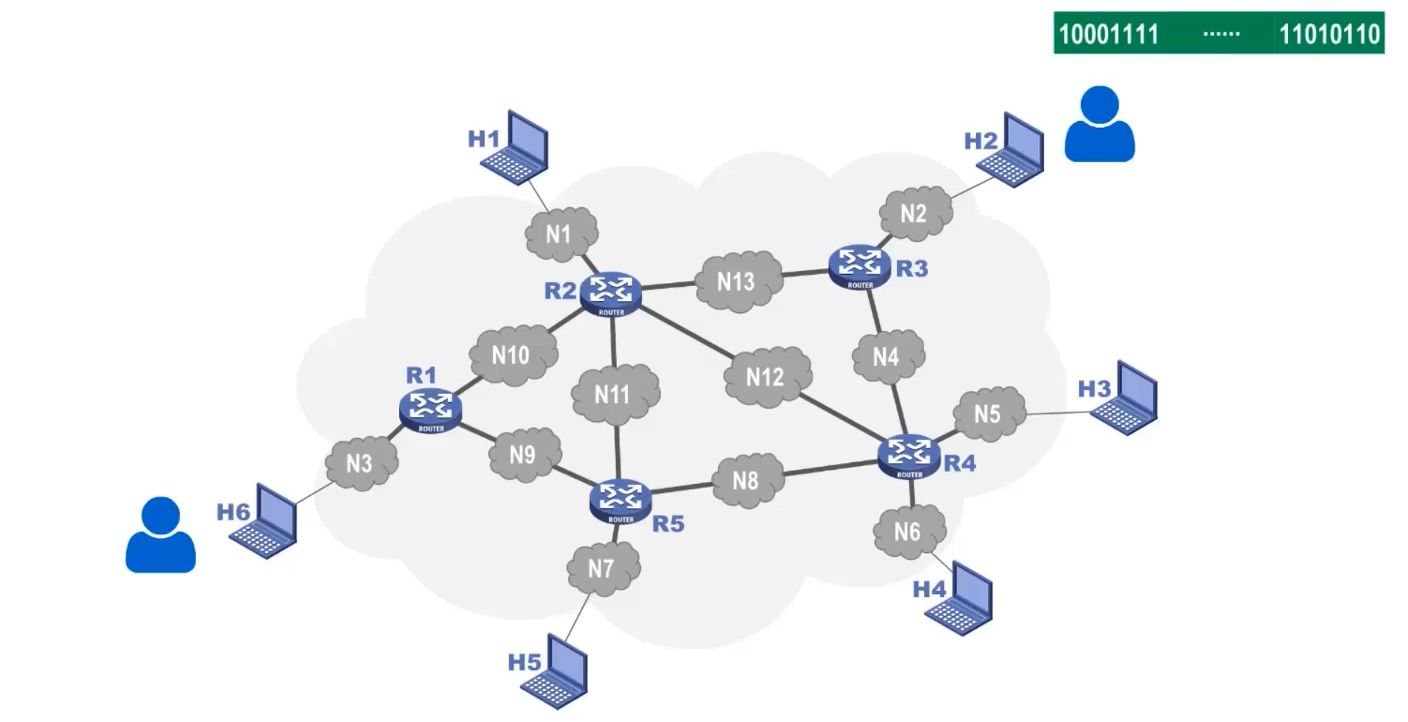 10001111 ······ 11010110
H1
H2
N2
N1
R3
N13
R2
ROUTER
ROUTER
N10
N4
R1
N12
H3
N11
N5
ROUTER
N9
N3
R4
ROUTER
N8
H6
R5
ROUTER
N6
N7
H4
H5